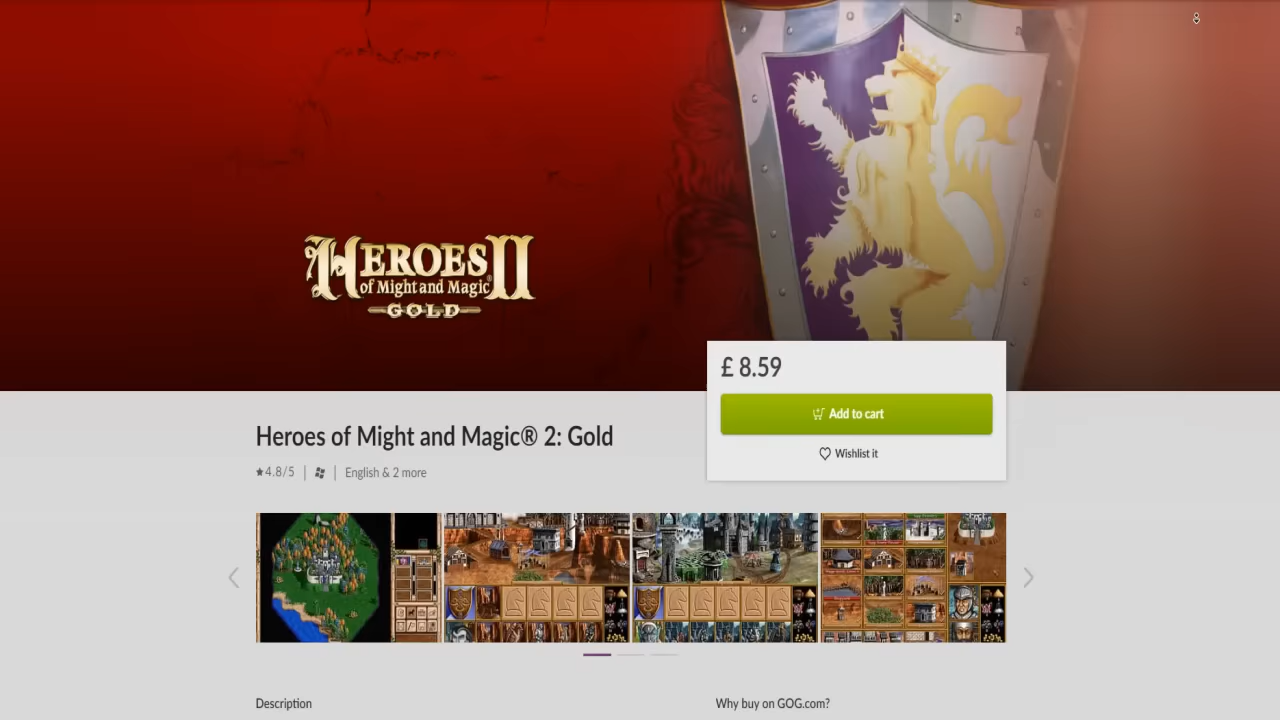 HEROES II
of Might and Magic®
GOLD
£ 8.59
Add to cart
Wishlist it
Heroes of Might and Magic® 2: Gold
4.8/5 | | English & 2 more
Description
Why buy on GOG.com?